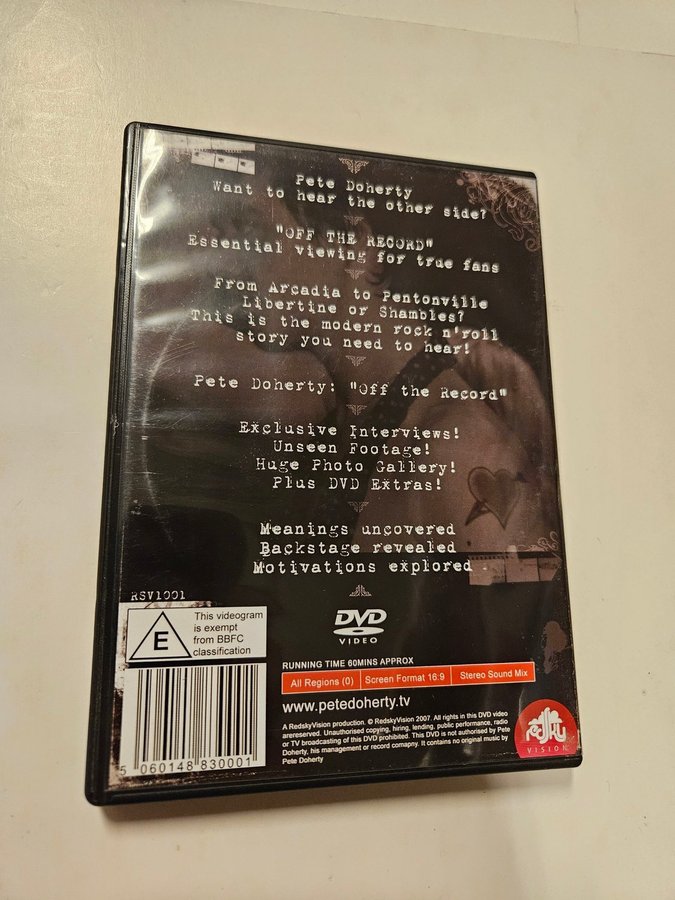 Pete Doherty
Want to hear the other side?
"OFF THE RECORD"
Essential viewing for true fans
From Arcadia to Pentonville
Libertine or Shambles?
This is the modern rock n'roll
story you need to hear!
Pete Doherty: "Off the Record"
Exclusive Interviews!
Unseen Footage!
Huge Photo Gallery!
Plus DVD Extras!
Meanings uncovered
Backstage revealed
Motivations explored
RSV1001
E
This videogram
is exempt
from BBFC
classification
DVD
VIDEO
RUNNING TIME 60MINS APPROX
All Regions (0) Screen Format 16:9 Stereo Sound Mix
www.petedoherty.tv
A RedskyVision production. © RedskyVision 2007. All rights in this DVD video
arereserved. Unauthorised copying, hiring, lending, public performance, radio
or TV broadcasting of this DVD prohibited. This DVD is not authorised by Pete
Doherty, his management or record comapny. It contains no original music by
Pete Doherty
5 060148 830001
redsky
VISION